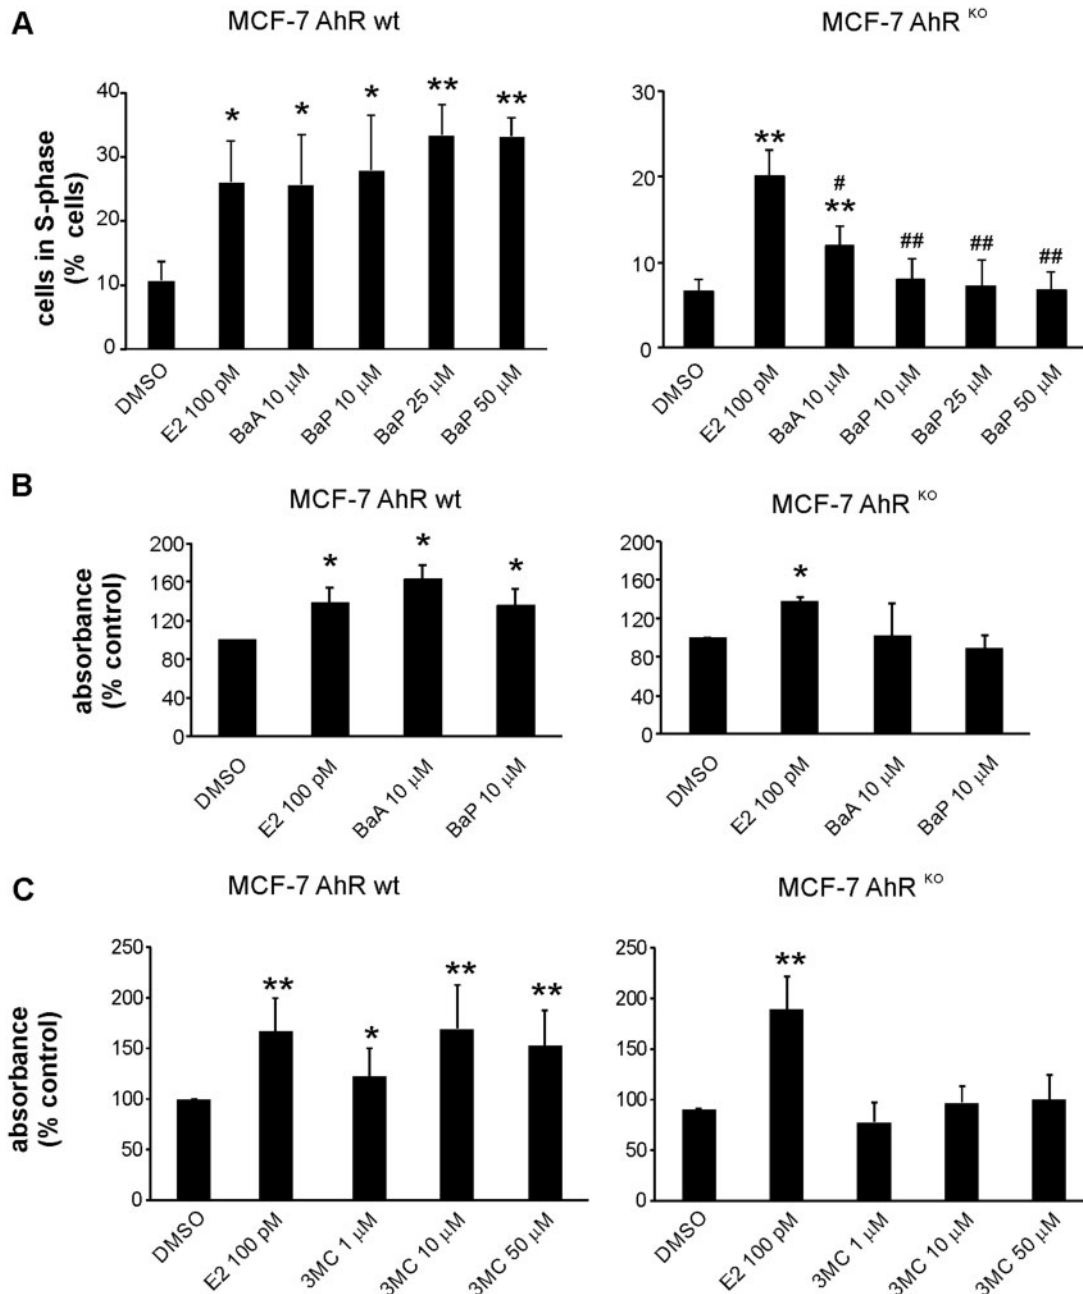 A
MCF-7 AhR wt
MCF-7 AhR KO
cells in S-phase
(% cells)
40
30
20
10
0
* * * ** **
DMSO
E2 100 pM
BaA 10 μM
BaP 10 μM
BaP 25 μM
BaP 50 μM
30
20
10
0
**
#
**
## ## ##
DMSO
E2 100 pM
BaA 10 μM
BaP 10 μM
BaP 25 μM
BaP 50 μM
B
MCF-7 AhR wt
MCF-7 AhR KO
absorbance
(% control)
200
160
120
80
40
0
* * *
DMSO
E2 100 pM
BaA 10 μM
BaP 10 μM
200
160
120
80
40
0
*
DMSO
E2 100 pM
BaA 10 μM
BaP 10 μM
C
MCF-7 AhR wt
MCF-7 AhR KO
absorbance
(% control)
250
200
150
100
50
0
** * ** **
DMSO
E2 100 pM
3MC 1 μM
3MC 10 μM
3MC 50 μM
250
200
150
100
50
0
**
DMSO
E2 100 pM
3MC 1 μM
3MC 10 μM
3MC 50 μM